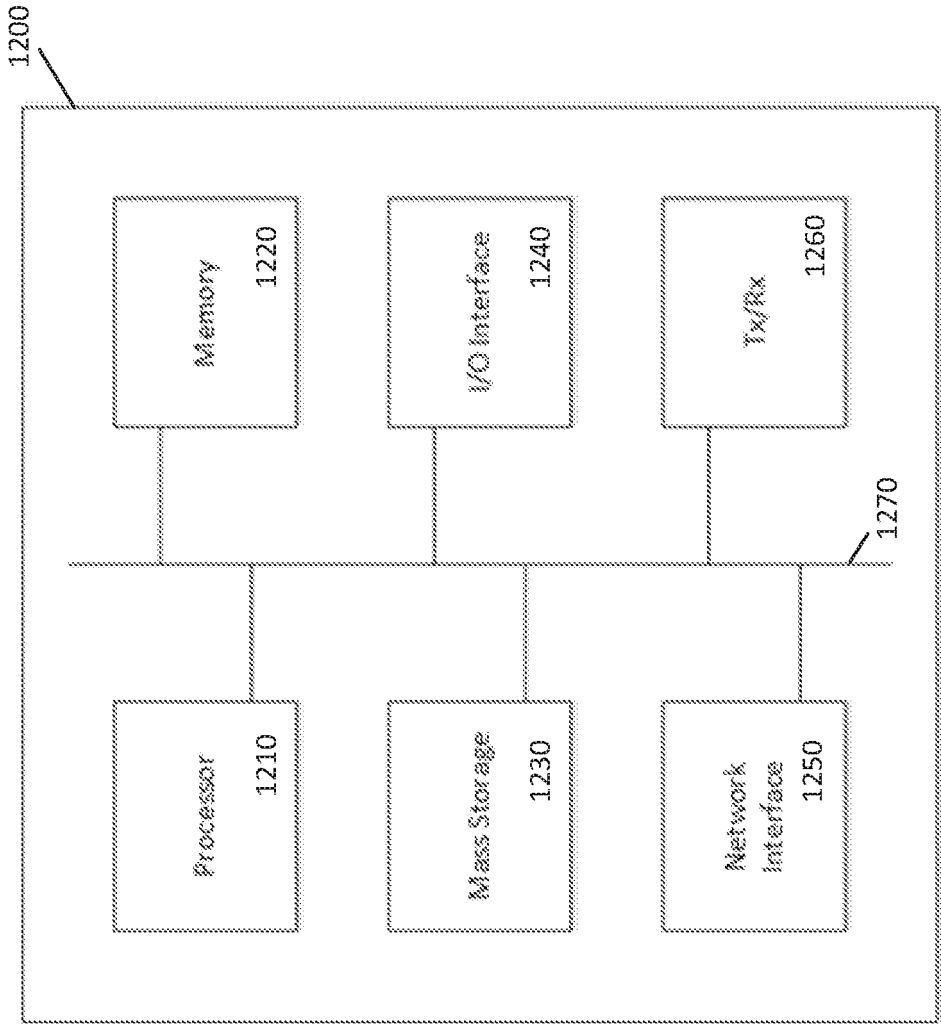 1200
Processor
1210
Mass Storage
1230
Network
Interface
1250
1270
Memory
1220
I/O Interface
1240
Tx/Rx
1260